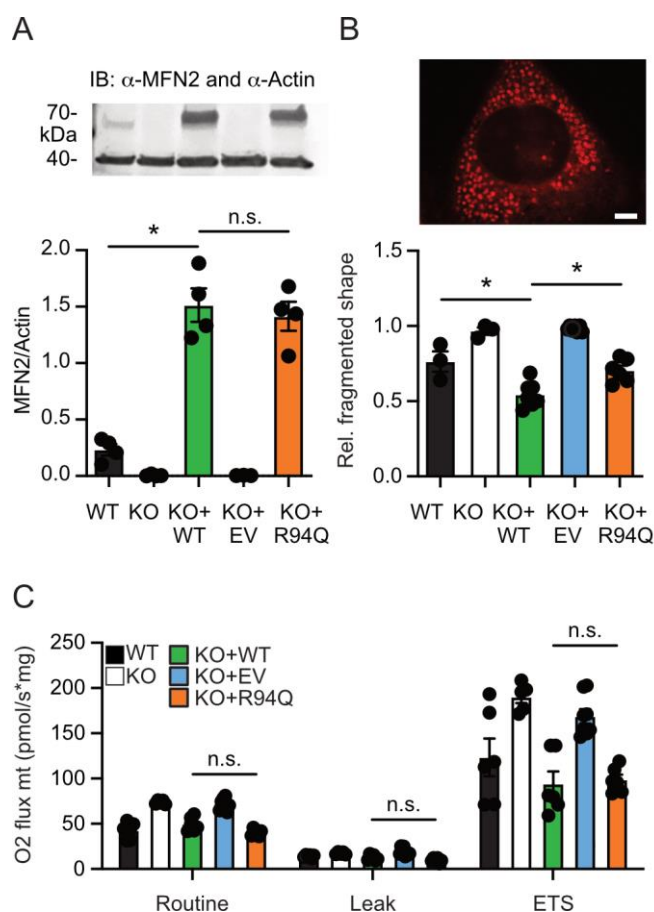 A
IB: α-MFN2 and α-Actin
70-
kDa
40-
*
n.s.
2.0
1.5
1.0
0.5
0.0
MFN2/Actin
WT
KO
KO+
WT
KO+
EV
KO+
R94Q
B
*
*
1.0
0.5
0.0
Rel. fragmented shape
WT
KO
KO+
WT
KO+
EV
KO+
R94Q
C
250
200
150
100
50
0
O2 flux mt (pmol/s*mg)
WT
KO
KO+WT
KO+EV
KO+R94Q
n.s.
n.s.
n.s.
Routine
Leak
ETS